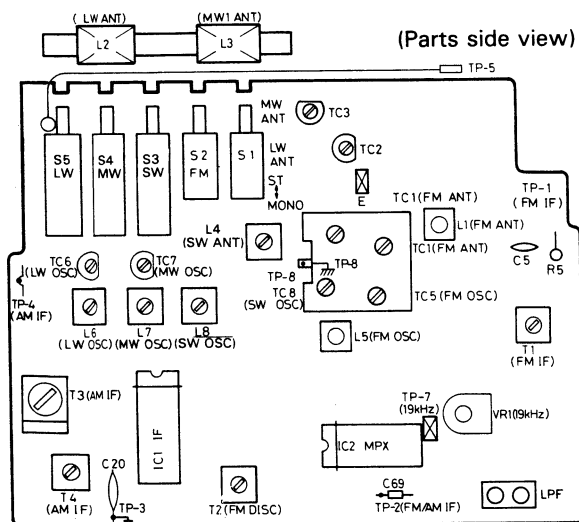 (LW ANT)
(MW1 ANT)
L2
L3
(Parts side view)
TP-5
MW
ANT
TC3
S5
LW
S4
MW
S3
SW
S2
FM
S1
LW
ANT
TC2
ST
MONO
E
TC1(FM ANT)
TP-1
(FM IF)
L4
(SW ANT)
L1(FM ANT)
TC1(FM ANT)
C5
R5
TC6
(LW OSC)
TC7
(MW OSC)
TP-8
TP-8
TC8
(SW OSC)
TC5(FM OSC)
TP-4
(AM IF)
L6
(LW OSC)
L7
(MW OSC)
L8
(SW OSC)
L5(FM OSC)
T1
(FM IF)
T3(AM IF)
IC1 IF
TP-7
(19kHz)
VR1(19kHz)
IC2 MPX
T4
(AM IF)
C20
TP-3
T2(FM DISC)
C69
TP-2(FM/AM IF)
LPF